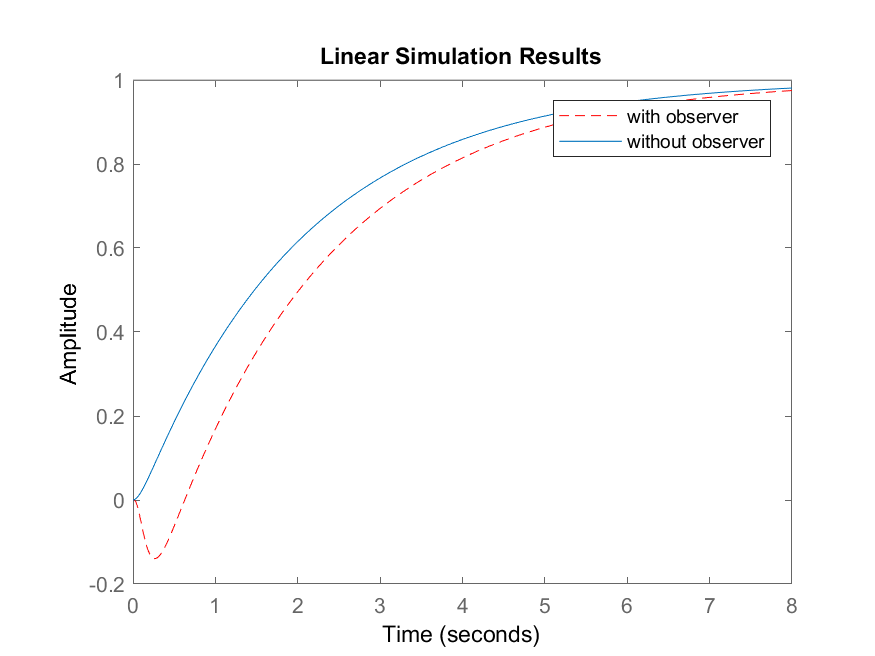 Linear Simulation Results
Amplitude
1
0.8
0.6
0.4
0.2
0
-0.2
with observer
without observer
0 1 2 3 4 5 6 7 8
Time (seconds)